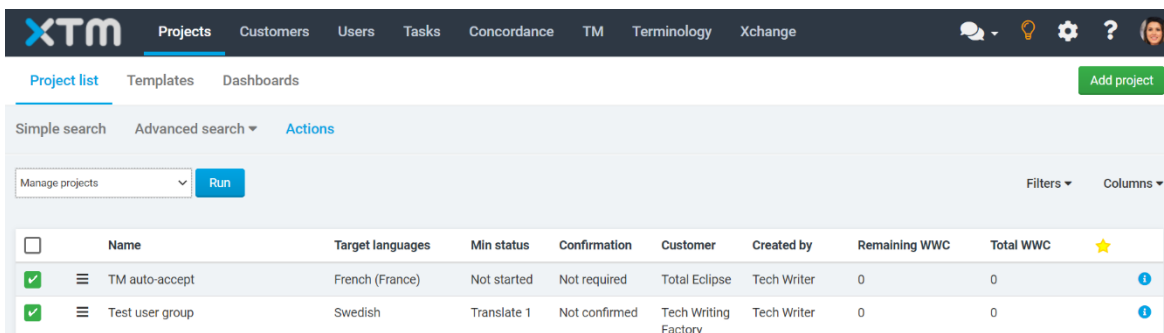 XTM Projects Customers Users Tasks Concordance TM Terminology Xchange ?
Project list Templates Dashboards Add project
Simple search Advanced search Actions
Manage projects Run Filters Columns
Name Target languages Min status Confirmation Customer Created by Remaining WWC Total WWC
TM auto-accept French (France) Not started Not required Total Eclipse Tech Writer 0 0
Test user group Swedish Translate 1 Not confirmed Tech Writing Tech Writer 0 0
Factory